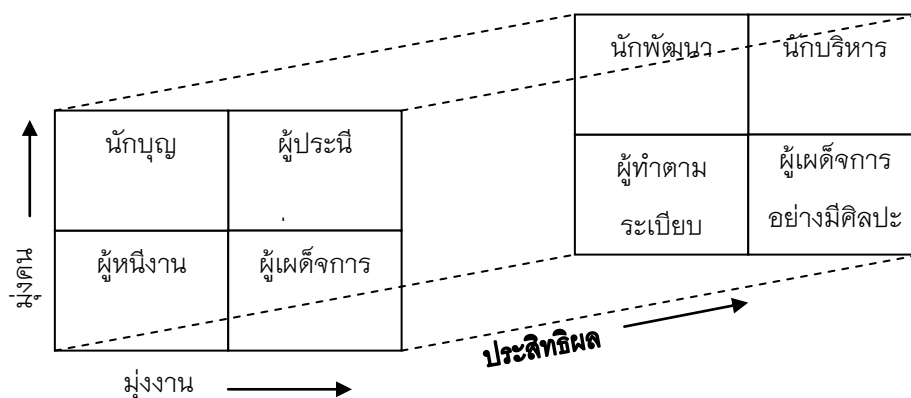 นักพัฒนา
นักบริหาร
ผู้ทำตาม
ระเบียบ
ผู้เผด็จการ
อย่างมีศิลปะ
นักบุญ
ผู้ประนี
ผู้หนีงาน
ผู้เผด็จการ
มุ่งคน
มุ่งงาน
ประสิทธิผล